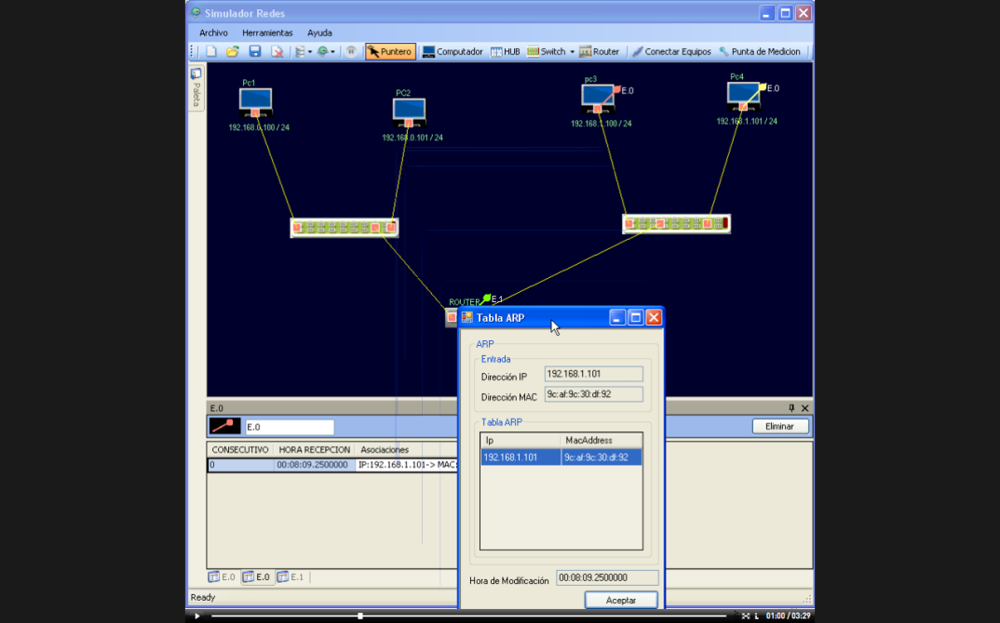 Simulador Redes
Archivo Herramientas Ayuda
Puntero Computador HUB Switch Router Conectar Equipos Punta de Medicion
Paleta
Pc1
192.168.0.100 / 24
PC2
192.168.0.101 / 24
pc3
E.0
192.168.1.100 / 24
Pc4
E.0
192.168.1.101 / 24
ROUTER
E.1
Tabla ARP
ARP
Entrada
Dirección IP 192.168.1.101
Dirección MAC 9c:af:9c:30:df:92
Tabla ARP
Ip MacAddress
192.168.1.101 9c:af:9c:30:df:92
Hora de Modificación 00:08:09.2500000
Aceptar
E.0
E.0
Eliminar
CONSECUTIVO HORA RECEPCION Asociaciones
0 00:08:09.2500000 IP:192.168.1.101-> MAC:
E.0 E.0 E.1
Ready
01:00 / 03:29